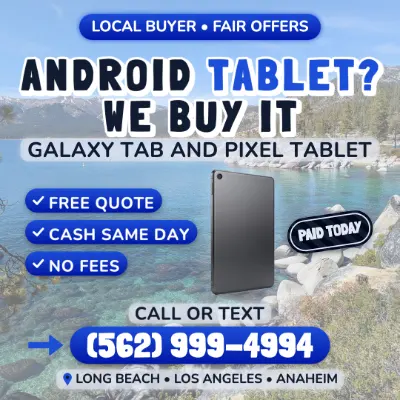 LOCAL BUYER • FAIR OFFERS
ANDROID TABLET?
WE BUY IT
GALAXY TAB AND PIXEL TABLET
FREE QUOTE
CASH SAME DAY
NO FEES
PAID TODAY
CALL OR TEXT
(562) 999-4994
LONG BEACH • LOS ANGELES • ANAHEIM